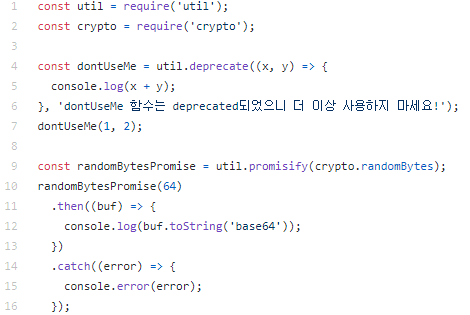 1 const util = require('util');
2 const crypto = require('crypto');
3
4 const dontUseMe = util.deprecate((x, y) => {
5   console.log(x + y);
6 }, 'dontUseMe 함수는 deprecated되었으니 더 이상 사용하지 마세요!');
7 dontUseMe(1, 2);
8
9 const randomBytesPromise = util.promisify(crypto.randomBytes);
10 randomBytesPromise(64)
11   .then((buf) => {
12     console.log(buf.toString('base64'));
13   })
14   .catch((error) => {
15     console.error(error);
16   });